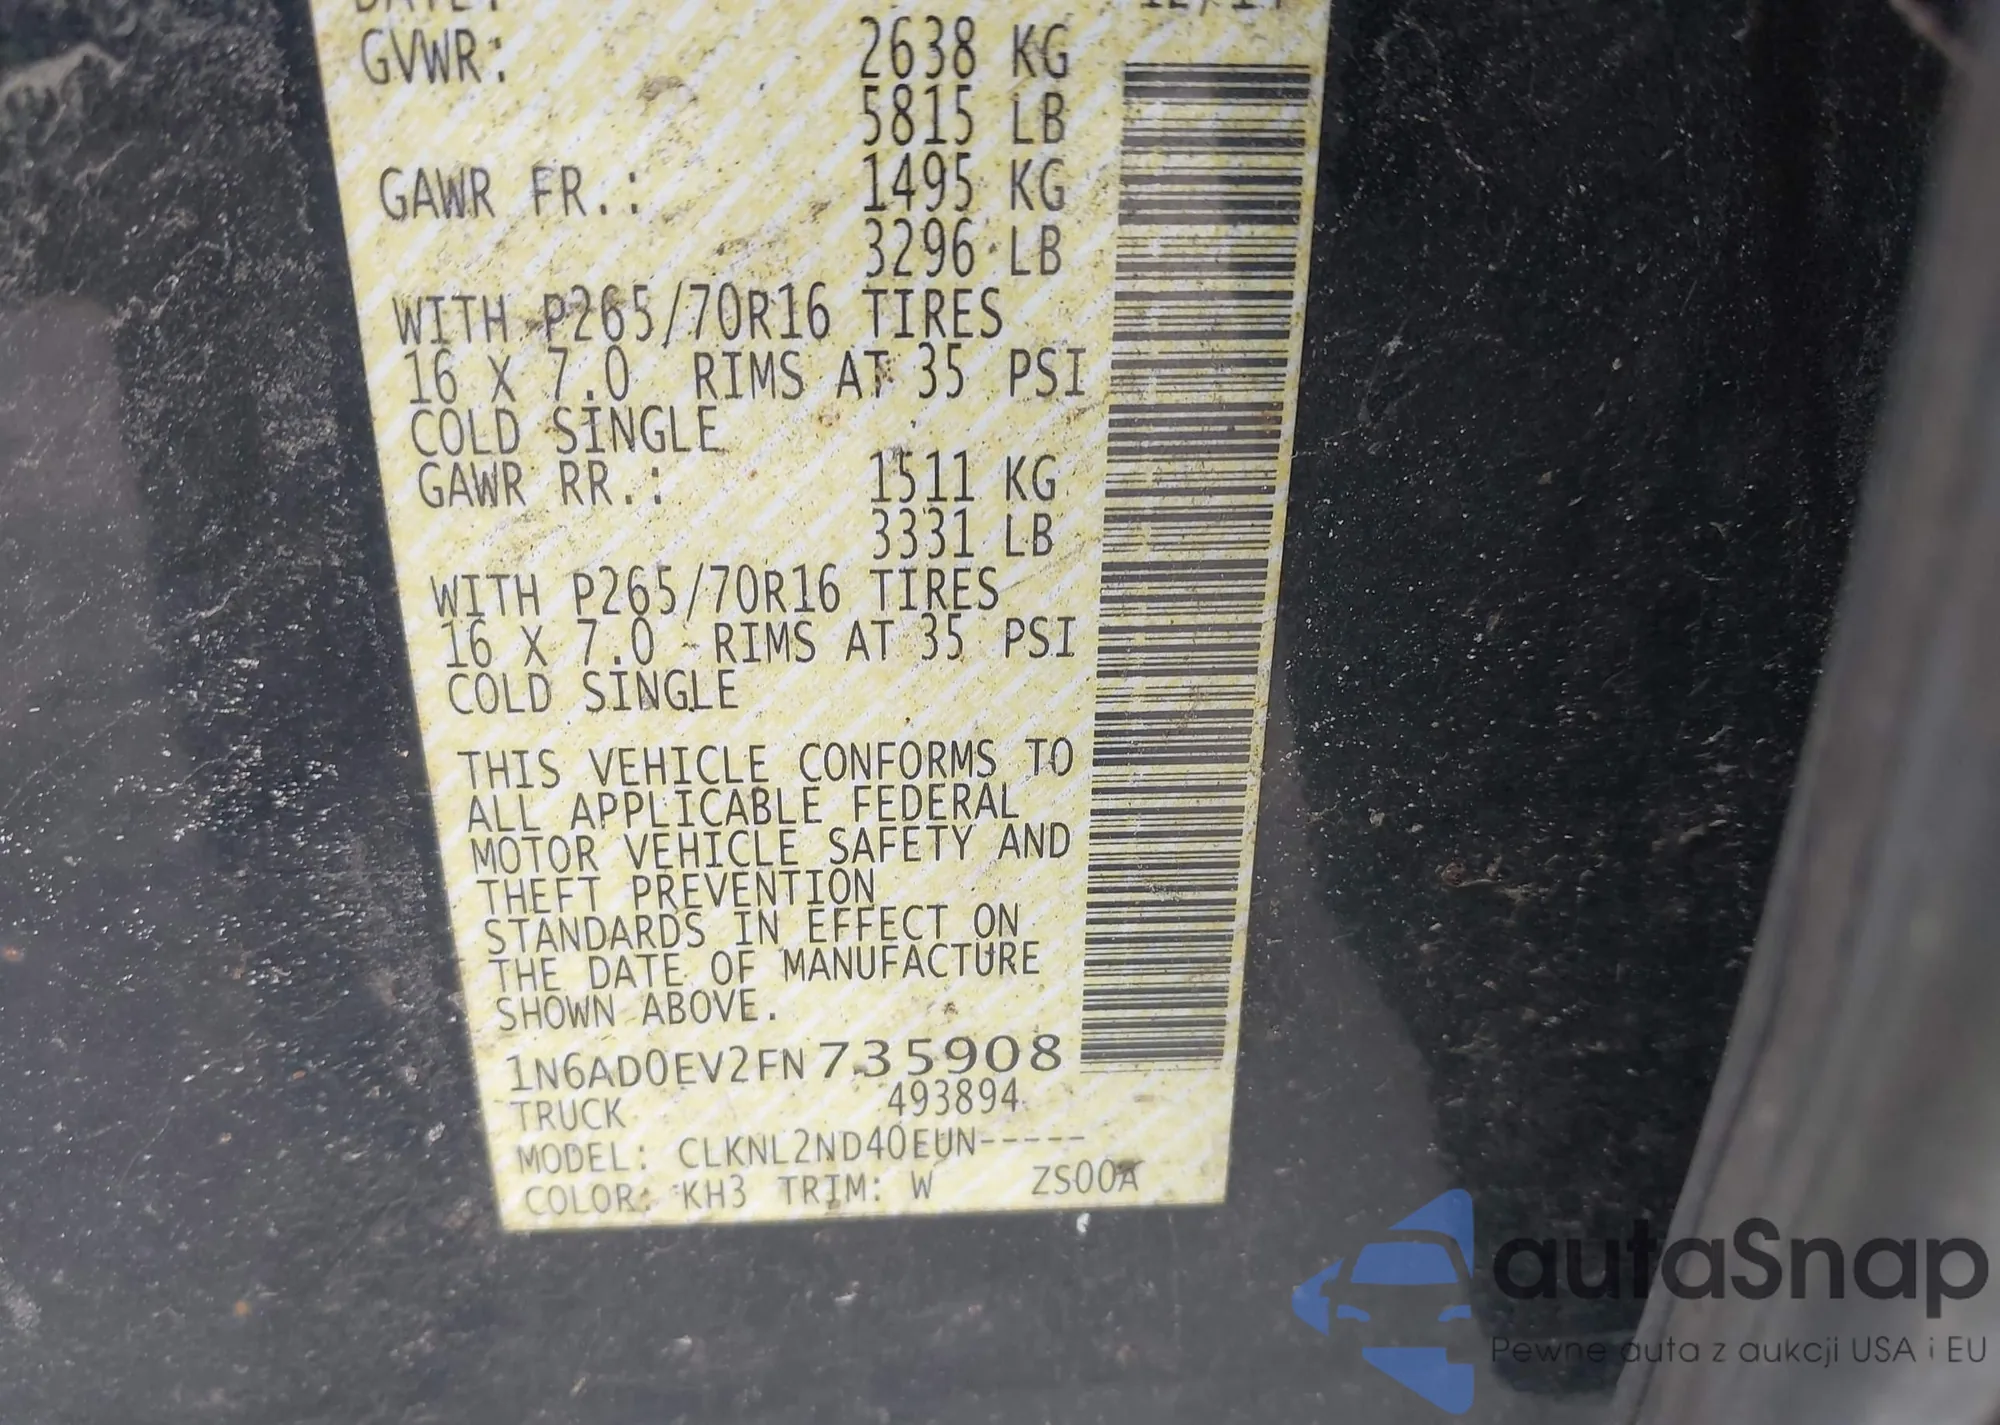 DATE: 12/14
GVWR: 2638 KG
5815 LB
GAWR FR.: 1495 KG
3296 LB
WITH P265/70R16 TIRES
16 X 7.0 RIMS AT 35 PSI
COLD SINGLE
GAWR RR.: 1511 KG
3331 LB
WITH P265/70R16 TIRES
16 X 7.0 RIMS AT 35 PSI
COLD SINGLE
THIS VEHICLE CONFORMS TO
ALL APPLICABLE FEDERAL
MOTOR VEHICLE SAFETY AND
THEFT PREVENTION
STANDARDS IN EFFECT ON
THE DATE OF MANUFACTURE
SHOWN ABOVE.
1N6AD0EV2FN735908
TRUCK 493894
MODEL: CLKNL2ND40EUN-----
COLOR: KH3 TRIM: W ZS00A
autaSnap
Pewne auta z aukcji USA i EU